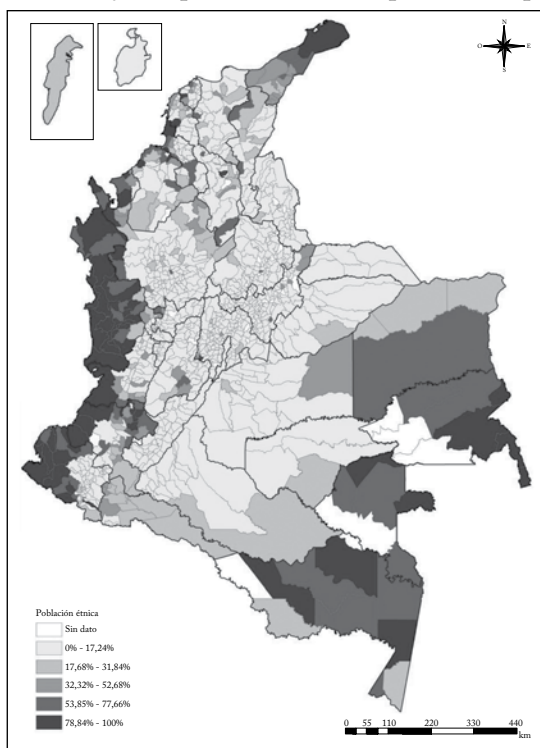 N
O E
S
Población étnica
Sin dato
0% - 17,24%
17,68% - 31,84%
32,32% - 52,68%
53,85% - 77,66%
78,84% - 100%
0 55 110 220 330 440
km